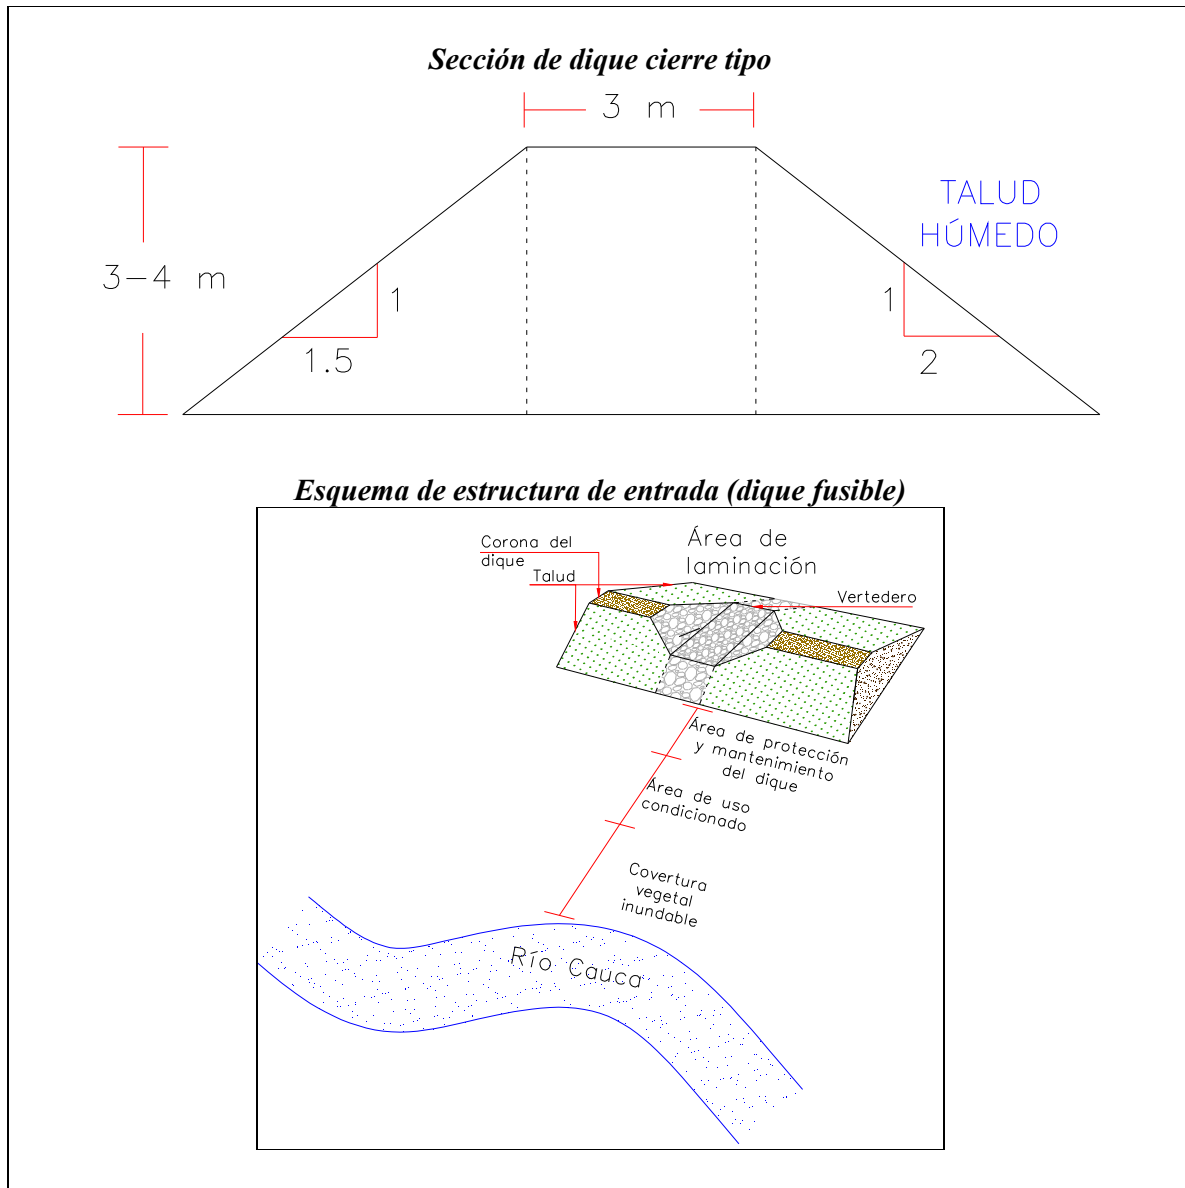 Sección de dique cierre tipo
3 m
TALUD
HÚMEDO
3-4 m
1
1.5
1
2
Esquema de estructura de entrada (dique fusible)
Corona del
dique
Talud
Área de
laminación
Vertedero
Área de protección
y mantenimiento
del dique
Área de uso
condicionado
Covertura
vegetal
inundable
Río Cauca